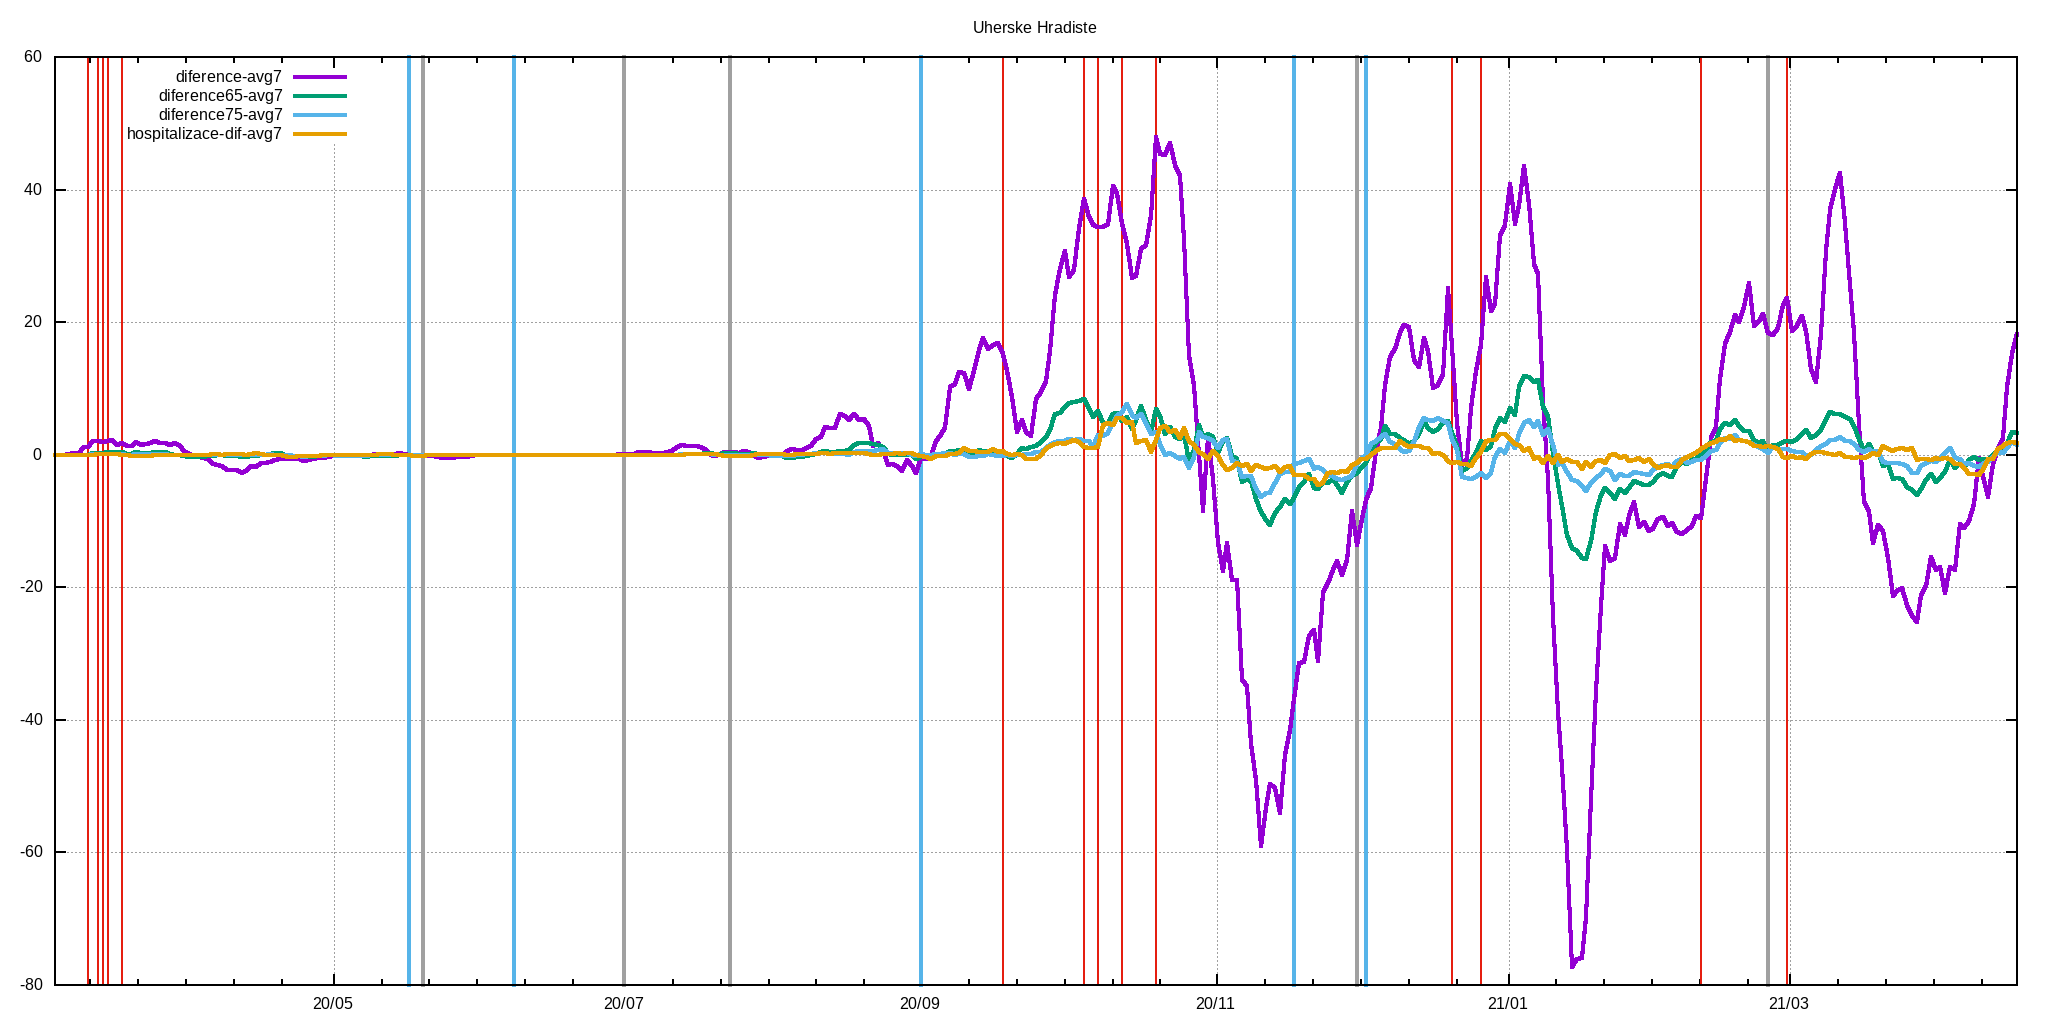 Uherske Hradiste
60
40
20
0
-20
-40
-60
-80
diference-avg7
diference65-avg7
diference75-avg7
hospitalizace-dif-avg7
20/05
20/07
20/09
20/11
21/01
21/03